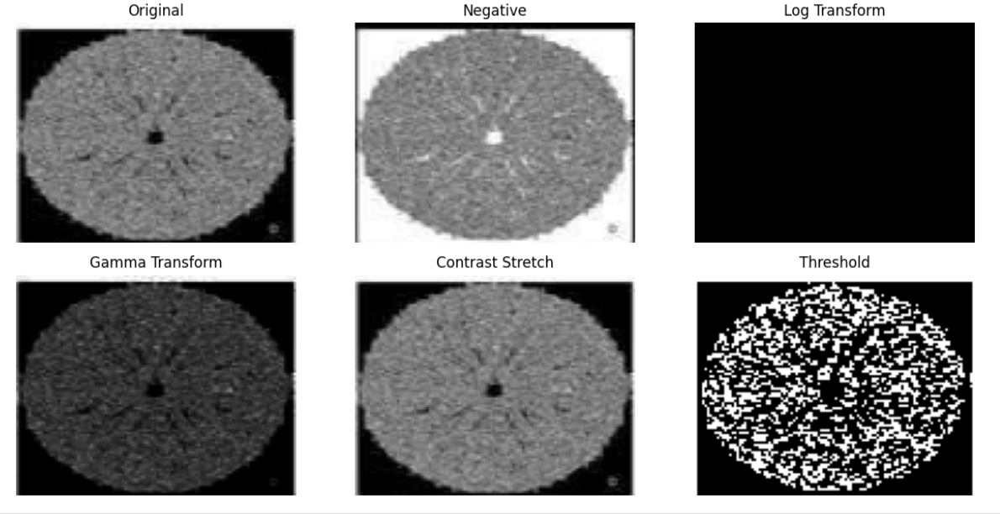 Original
Negative
Log Transform
Gamma Transform
Contrast Stretch
Threshold